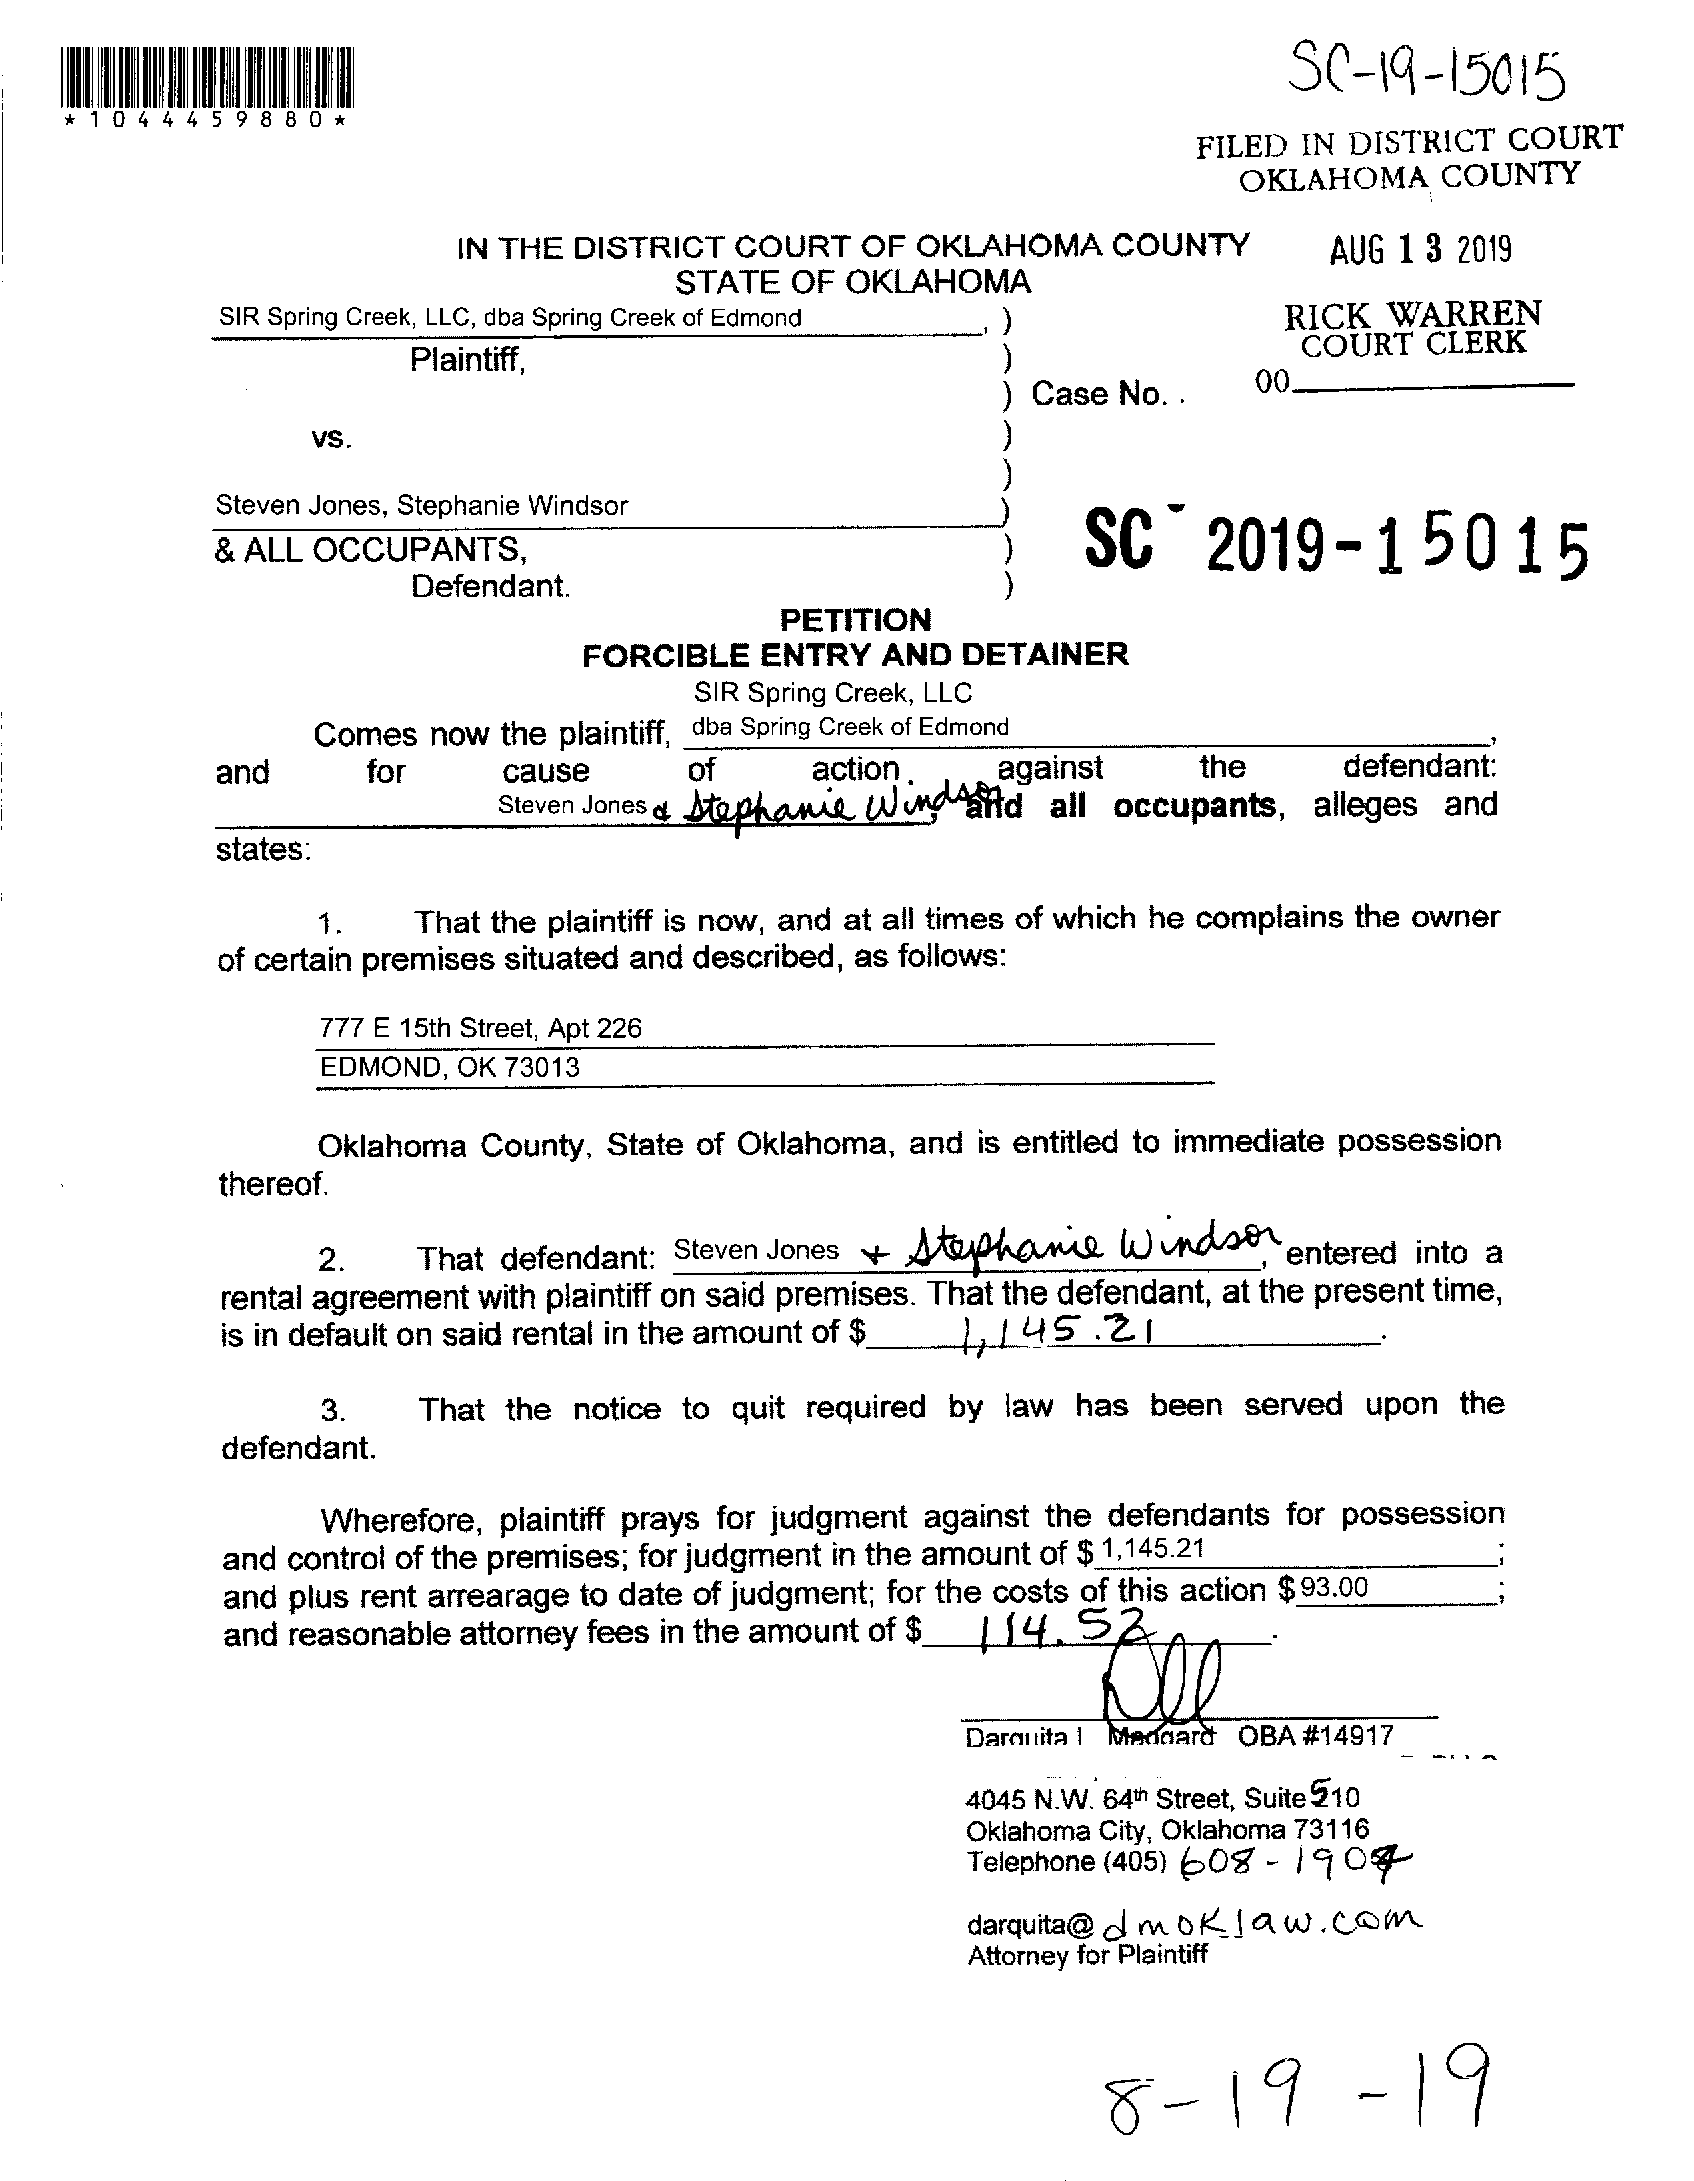 SC-19-15015
*1044459880*
FILED IN DISTRICT COURT
OKLAHOMA COUNTY
IN THE DISTRICT COURT OF OKLAHOMA COUNTY
AUG 13 2019
STATE OF OKLAHOMA
SIR Spring Creek, LLC, dba Spring Creek of Edmond , )
RICK WARREN
COURT CLERK
Plaintiff, )
) Case No. .
00
vs. )
)
Steven Jones, Stephanie Windsor )
& ALL OCCUPANTS, )
SC - 2019-15015
Defendant. )
PETITION
FORCIBLE ENTRY AND DETAINER
SIR Spring Creek, LLC
Comes now the plaintiff, dba Spring Creek of Edmond ,
and for cause of action. against the defendant:
Steven Jones & Stephanie Windsor, and all occupants, alleges and
states:
1. That the plaintiff is now, and at all times of which he complains the owner
of certain premises situated and described, as follows:
777 E 15th Street, Apt 226
EDMOND, OK 73013
Oklahoma County, State of Oklahoma, and is entitled to immediate possession
thereof.
2. That defendant: Steven Jones + Stephanie Windsor, entered into a
rental agreement with plaintiff on said premises. That the defendant, at the present time,
is in default on said rental in the amount of $ 1,145.21 .
3. That the notice to quit required by law has been served upon the
defendant.
Wherefore, plaintiff prays for judgment against the defendants for possession
and control of the premises; for judgment in the amount of $ 1,145.21 ;
and plus rent arrearage to date of judgment; for the costs of this action $ 93.00 ;
and reasonable attorney fees in the amount of $ 114.52 .
Darquita L OBA #14917
4045 N.W. 64th Street, Suite 510
Oklahoma City, Oklahoma 73116
Telephone (405) 608-1904
darquita@dmoklaw.com
Attorney for Plaintiff
8-19-19